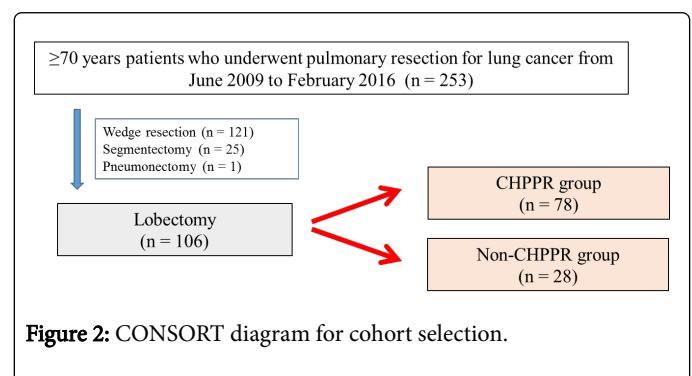 ≥70 years patients who underwent pulmonary resection for lung cancer from
June 2009 to February 2016 (n = 253)
Wedge resection (n = 121)
Segmentectomy (n = 25)
Pneumonectomy (n = 1)
Lobectomy
(n = 106)
CHPPR group
(n = 78)
Non-CHPPR group
(n = 28)
Figure 2: CONSORT diagram for cohort selection.